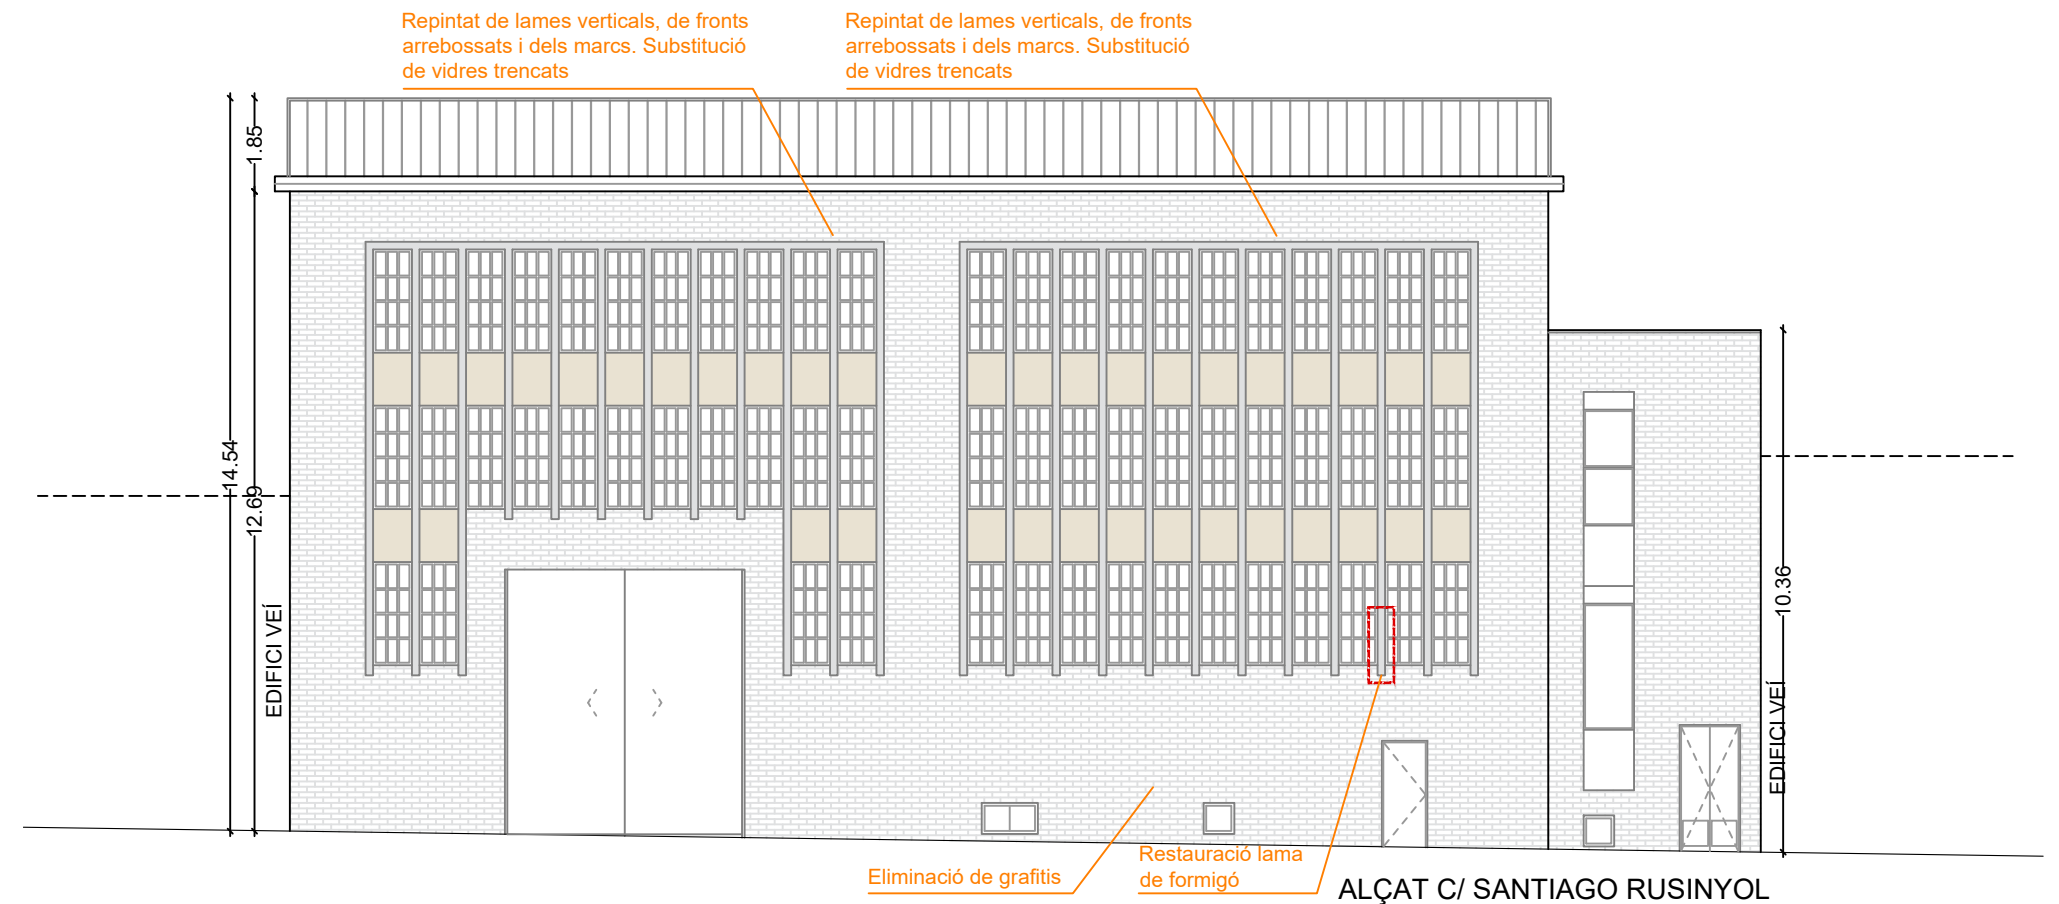 Repintat de lames verticals, de fronts
arrebossats i dels marcs. Substitució
de vidres trencats
Repintat de lames verticals, de fronts
arrebossats i dels marcs. Substitució
de vidres trencats
1.85
14.54
12.69
EDIFICI VEÍ
10.36
EDIFICI VEÍ
Eliminació de grafitis
Restauració lama
de formigó
ALÇAT C/ SANTIAGO RUSINYOL